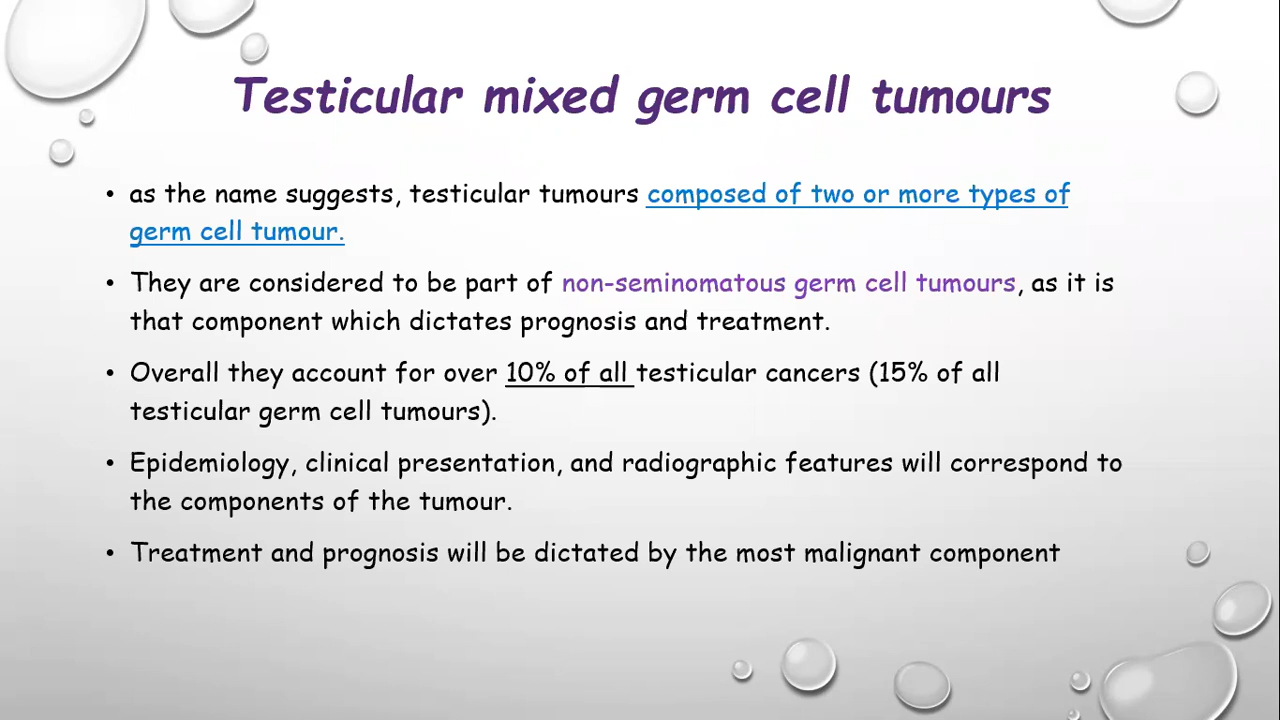 Testicular mixed germ cell tumours
• as the name suggests, testicular tumours composed of two or more types of
germ cell tumour.
• They are considered to be part of non-seminomatous germ cell tumours, as it is
that component which dictates prognosis and treatment.
• Overall they account for over 10% of all testicular cancers (15% of all
testicular germ cell tumours).
• Epidemiology, clinical presentation, and radiographic features will correspond to
the components of the tumour.
• Treatment and prognosis will be dictated by the most malignant component